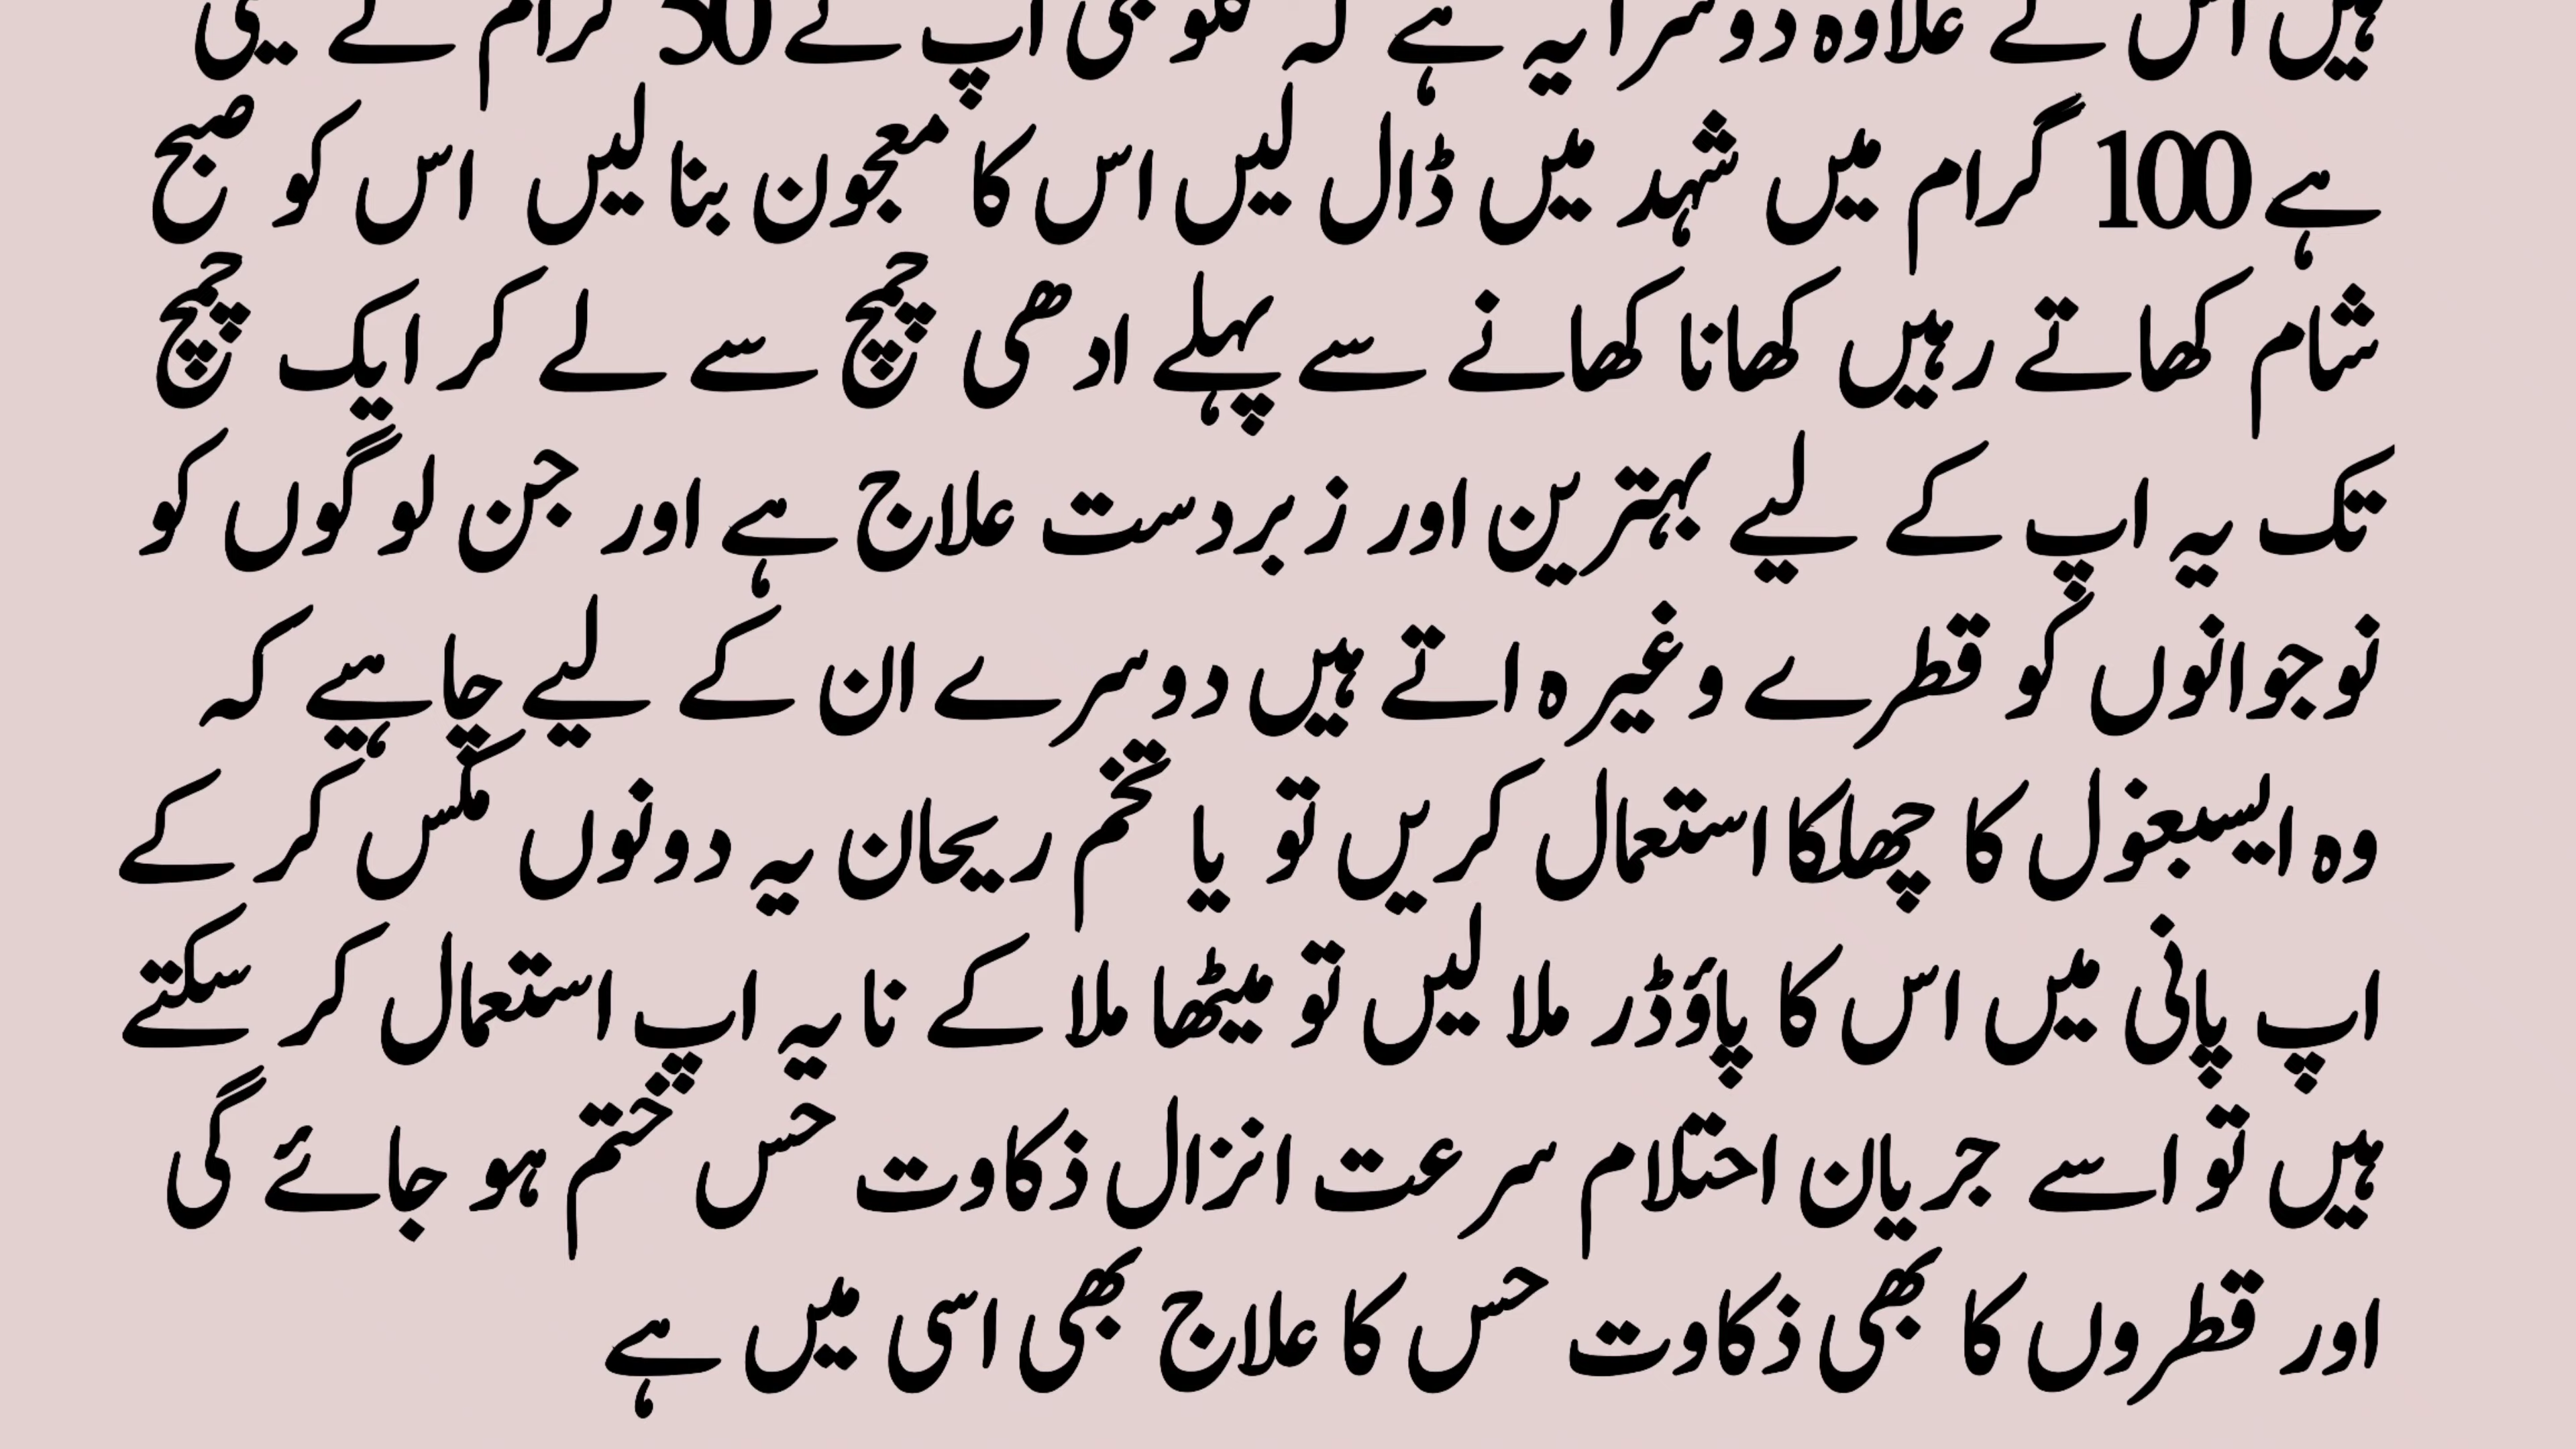 ہیں اس کے علاوہ دوسرا یہ ہے کہ کلونجی اپ نے 50 گرام لے لینی
ہے 100 گرام میں شہد میں ڈال لیں اس کا معجون بنا لیں اس کو صبح
شام کھاتے رہیں کھانا کھانے سے پہلے ادھی چمچ سے لے کر ایک چمچ
تک یہ اپ کے لیے بہترین اور زبردست علاج ہے اور جن لوگوں کو
نوجوانوں کو قطرے وغیرہ اتے ہیں دوسرے ان کے لیے چاہیے کہ
وہ ایسبغول کا چھلکا استعمال کریں تو یا تخم ریحان یہ دونوں مکس کر کے
اپ پانی میں اس کا پاؤڈر ملا لیں تو میٹھا ملا کے نا یہ اپ استعمال کر سکتے
ہیں تو اسے جریان احتلام سرعت انزال ذکاوت حس ختم ہو جائے گی
اور قطروں کا بھی ذکاوت حس کا علاج بھی اسی میں ہے